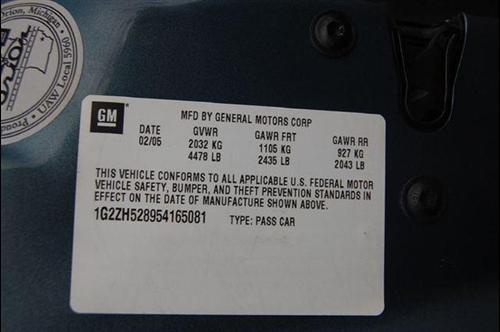 Orion, Michigan
UAW Local 5960
GM
MFD BY GENERAL MOTORS CORP
DATE GVWR GAWR FRT GAWR RR
02/05 2032 KG 1105 KG 927 KG
4478 LB 2435 LB 2043 LB
THIS VEHICLE CONFORMS TO ALL APPLICABLE U.S. FEDERAL MOTOR
VEHICLE SAFETY, BUMPER, AND THEFT PREVENTION STANDARDS IN
EFFECT ON THE DATE OF MANUFACTURE SHOWN ABOVE.
1G2ZH528954165081 TYPE: PASS CAR